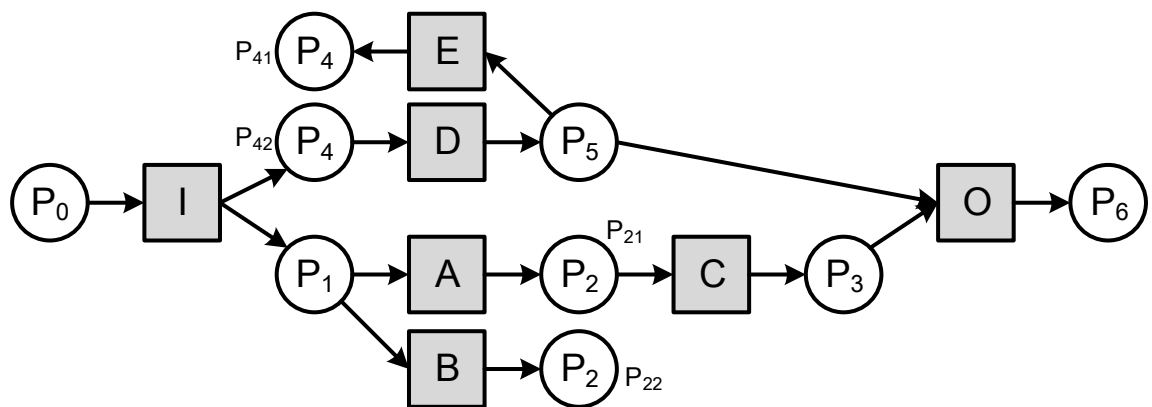 P41 P4 E
P42 P4 D P5
P0 I O P6
P21
P1 A P2 C P3
B P2 P22